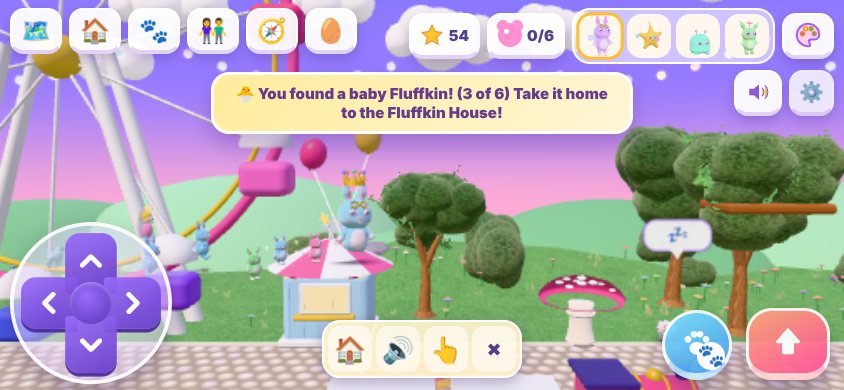 54
0/6
🐣 You found a baby Fluffkin! (3 of 6) Take it home
to the Fluffkin House!
zzz